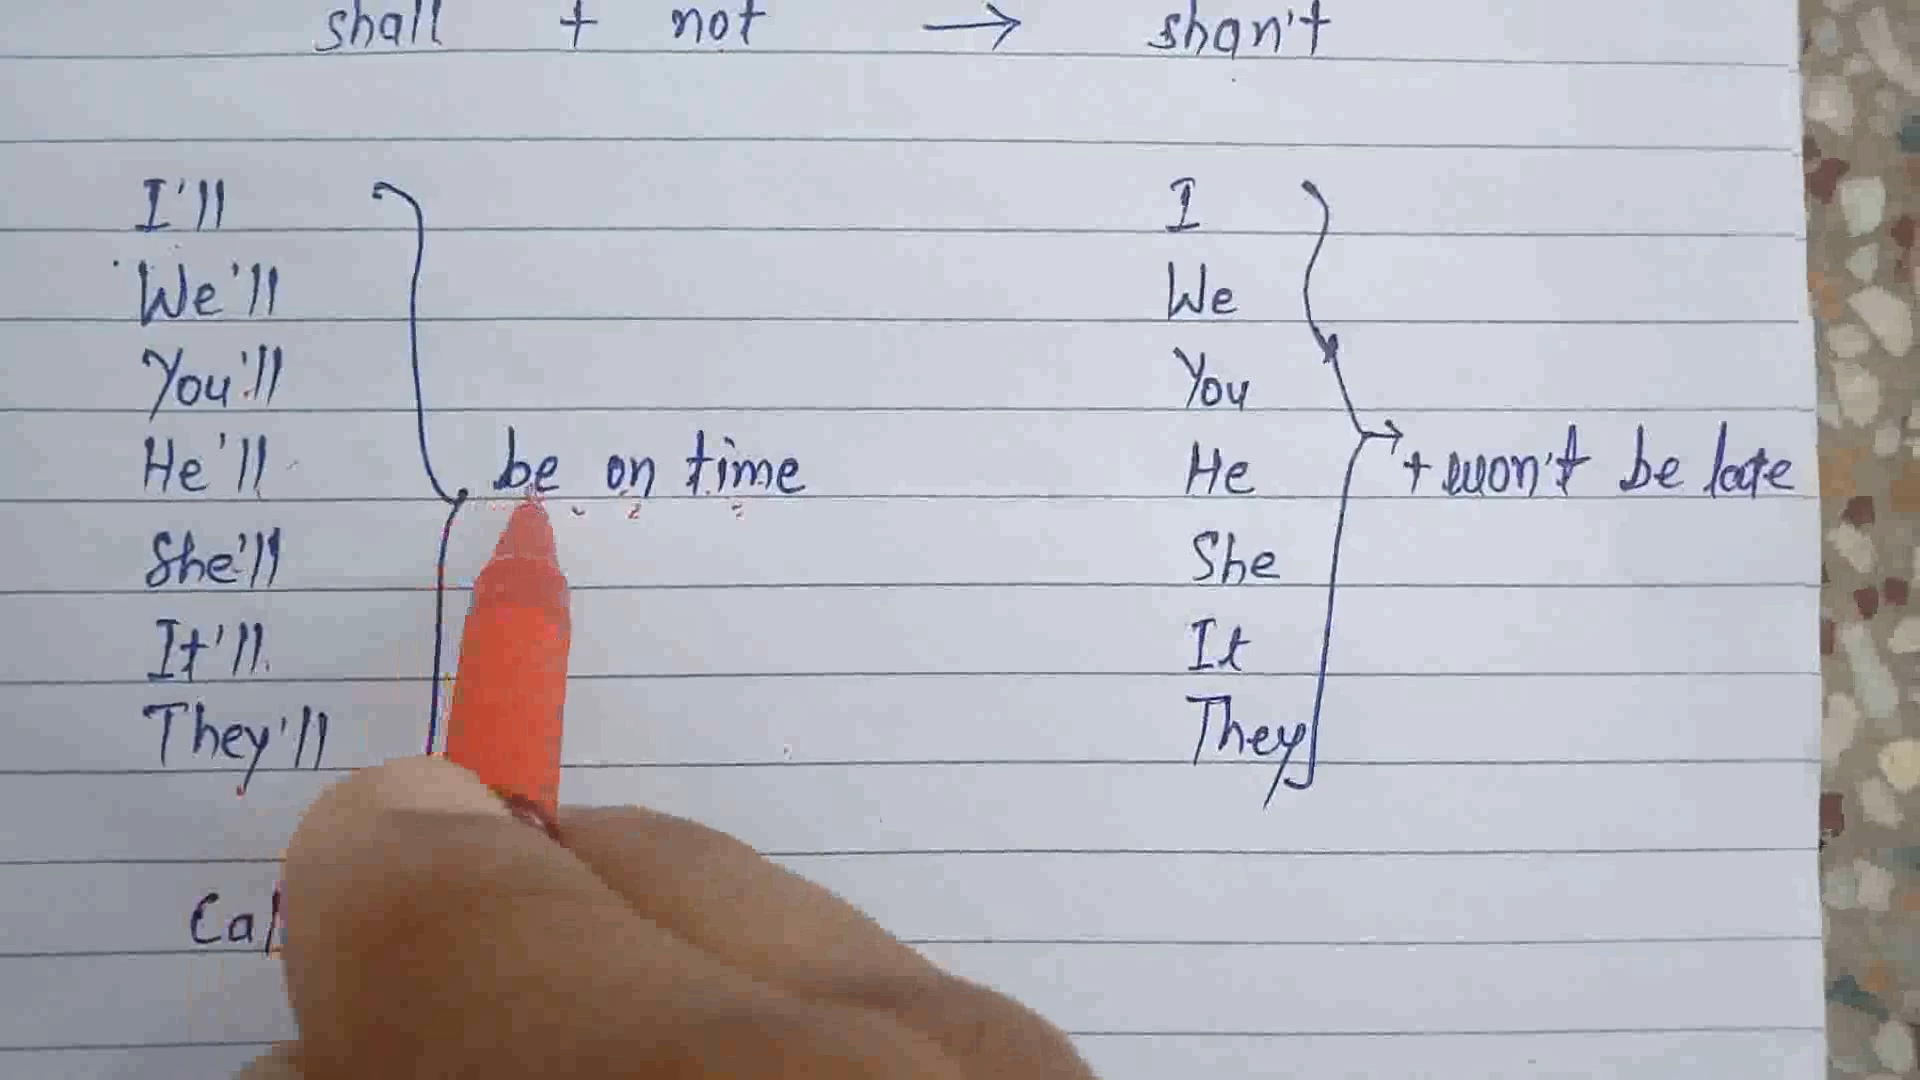 shall + not → shan't
I'll I
We'll We
You'll You
He'll be on time He + won't be late
She'll She
It'll It
They'll They